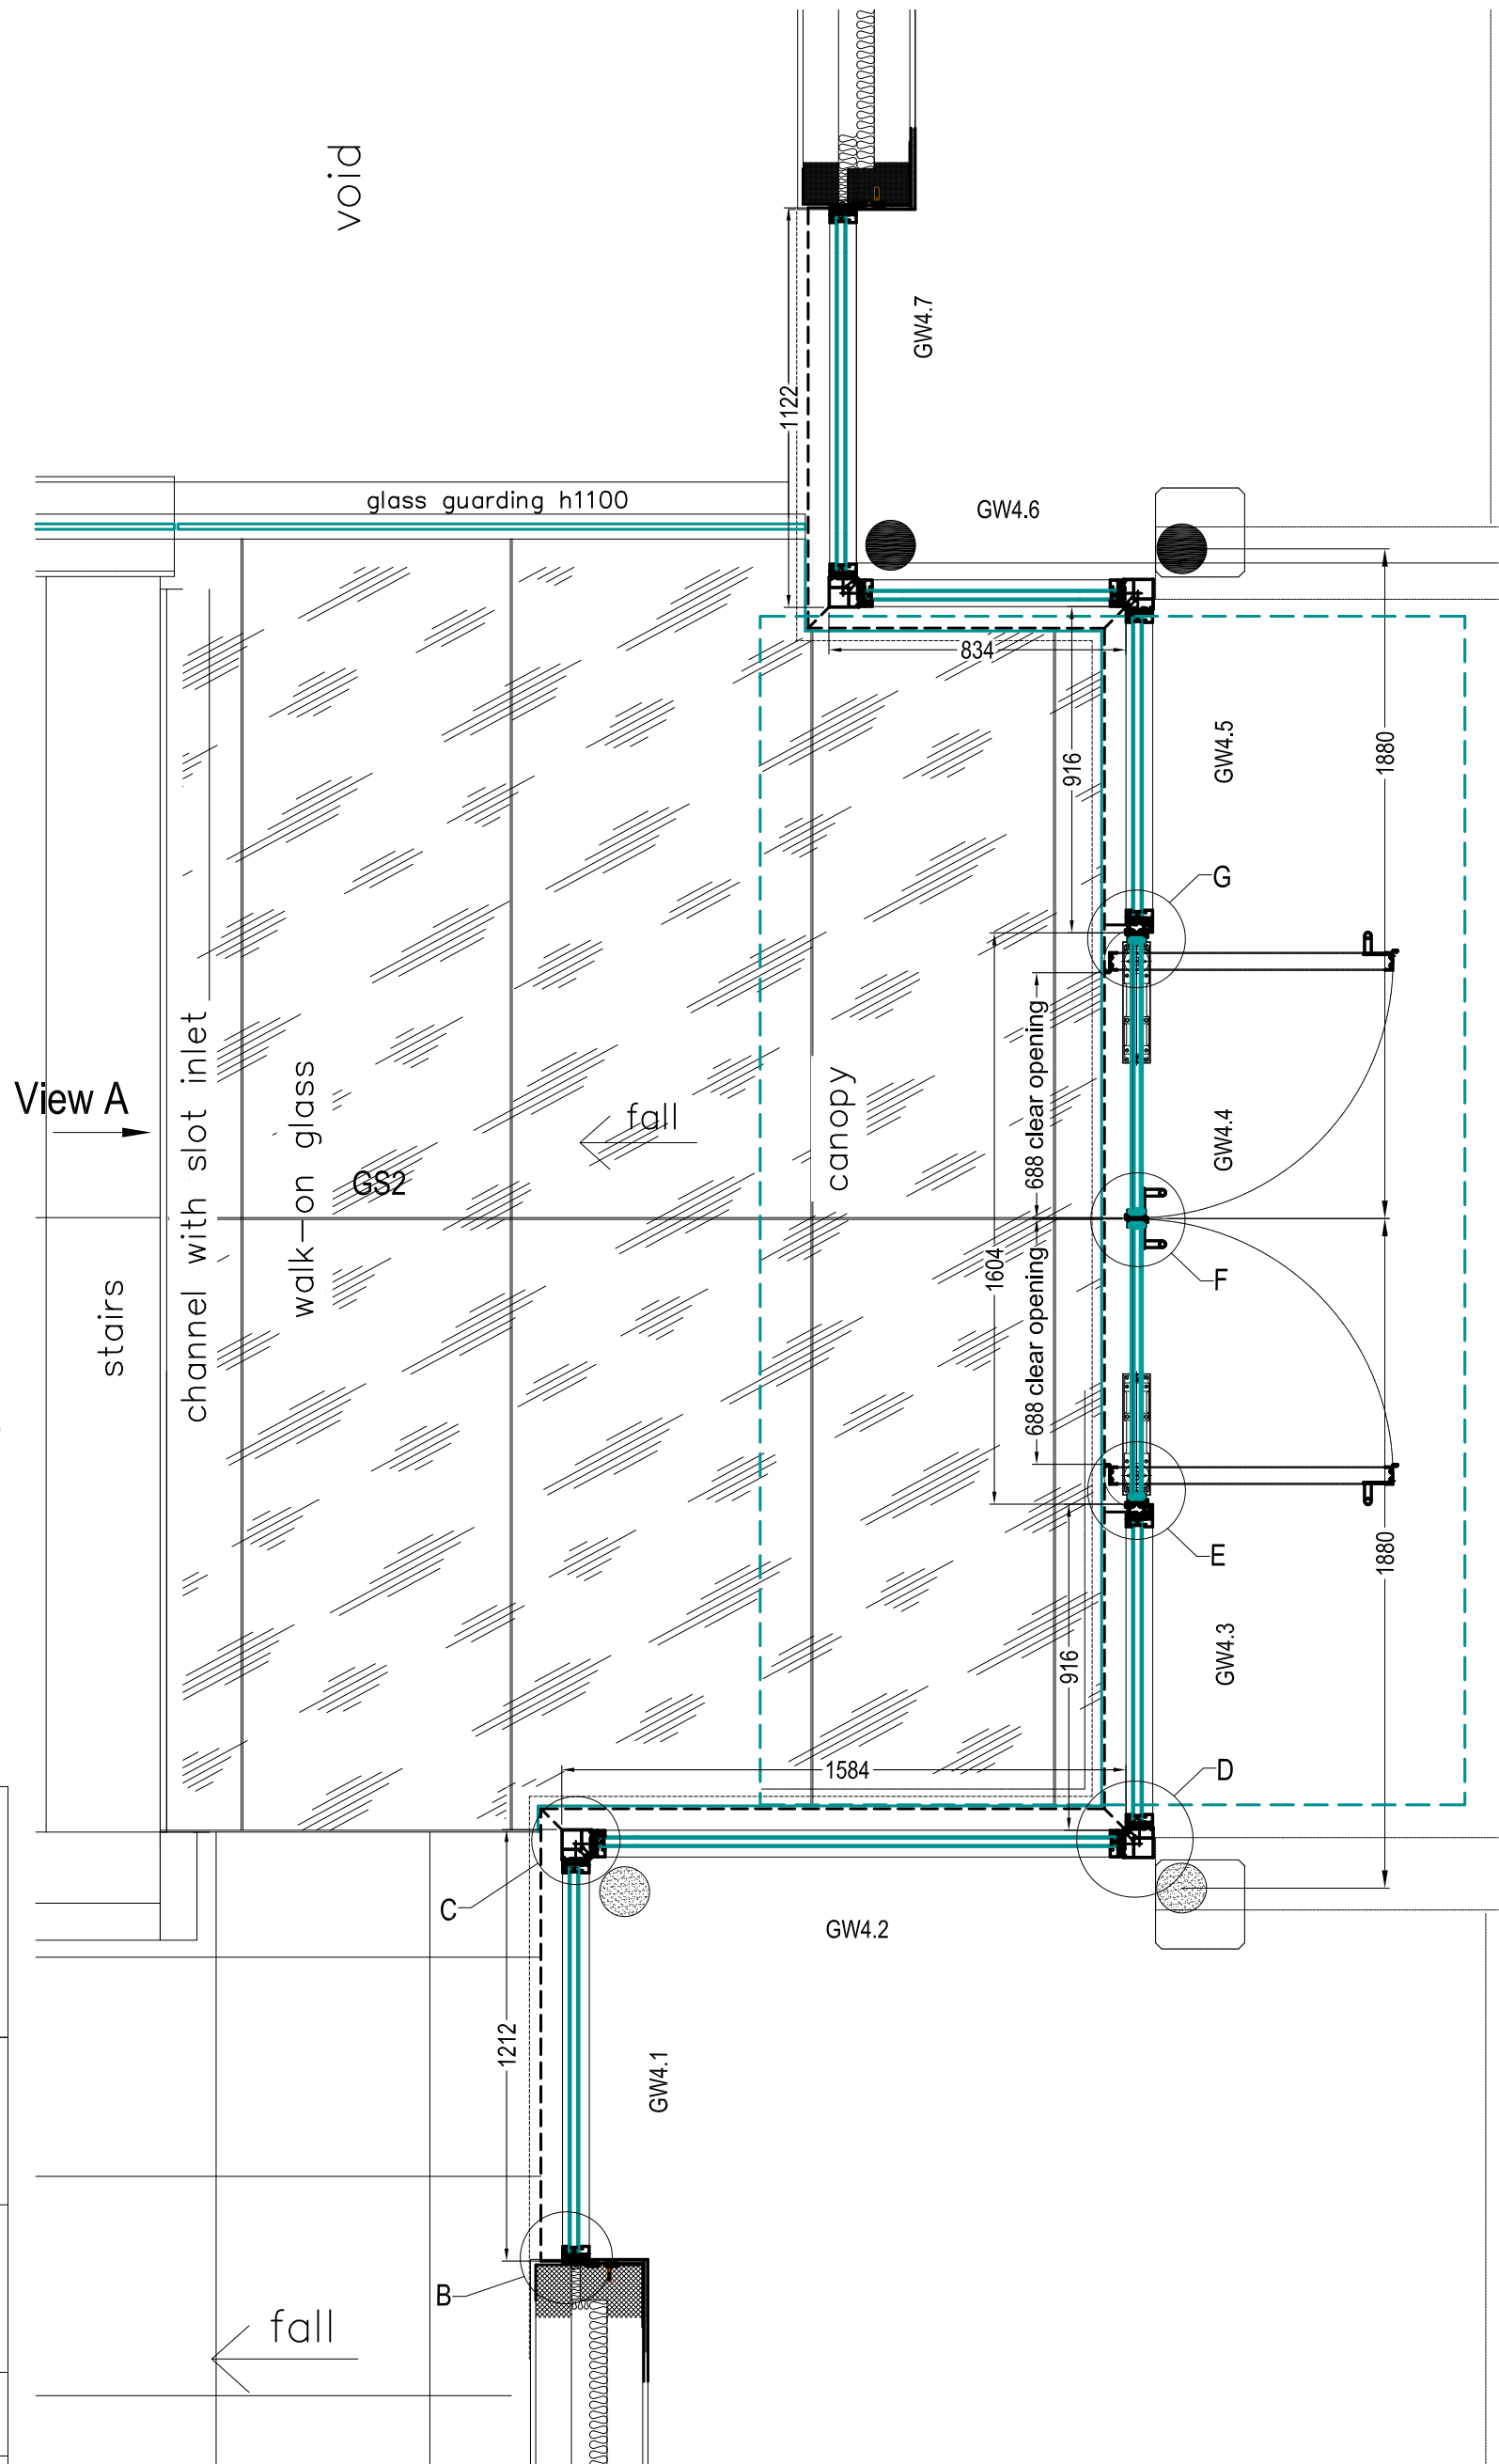 void
GW4.7
1122
glass guarding h1100
GW4.6
834
916
GW4.5
1880
G
688 clear opening
View A
channel with slot inlet
walk-on glass
fall
canopy
GW4.4
GS2
stairs
1604
688 clear opening
F
E
1880
916
GW4.3
1584
D
C
GW4.2
1212
GW4.1
B
fall